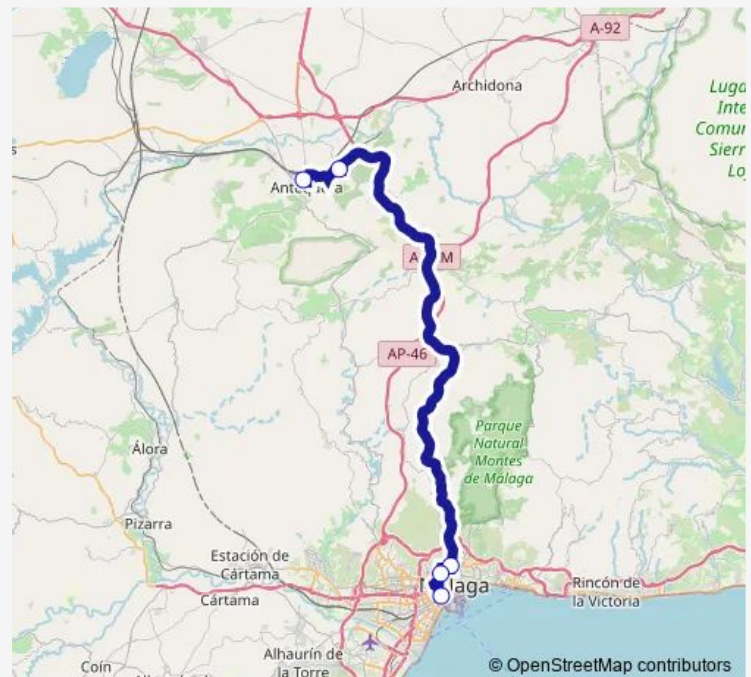 A-92
Archidona
Luga
Inte
Comun
Sierr
Lo
s
AP-46
Parque
Natural
Montes
de Málaga
Álora
Pizarra
Estación de
Cártama
Cártama
Rincón de
la Victoria
Alhaurín de
la Torre
Coín
© OpenStreetMap contributors